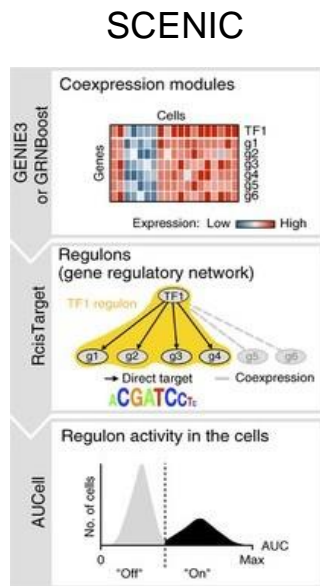 SCENIC
GENIE3
or GRNBoost
Coexpression modules
Cells
Genes
TF1
g1
g2
g3
g4
g5
g6
Expression: Low High
RcisTarget
Regulons
(gene regulatory network)
TF1 regulon
TF1
g1 g2 g3 g4 g5 g6
Direct target Coexpression
ACGATCCTc
AUCell
Regulon activity in the cells
No. of cells
AUC
0 Max
"Off" "On"